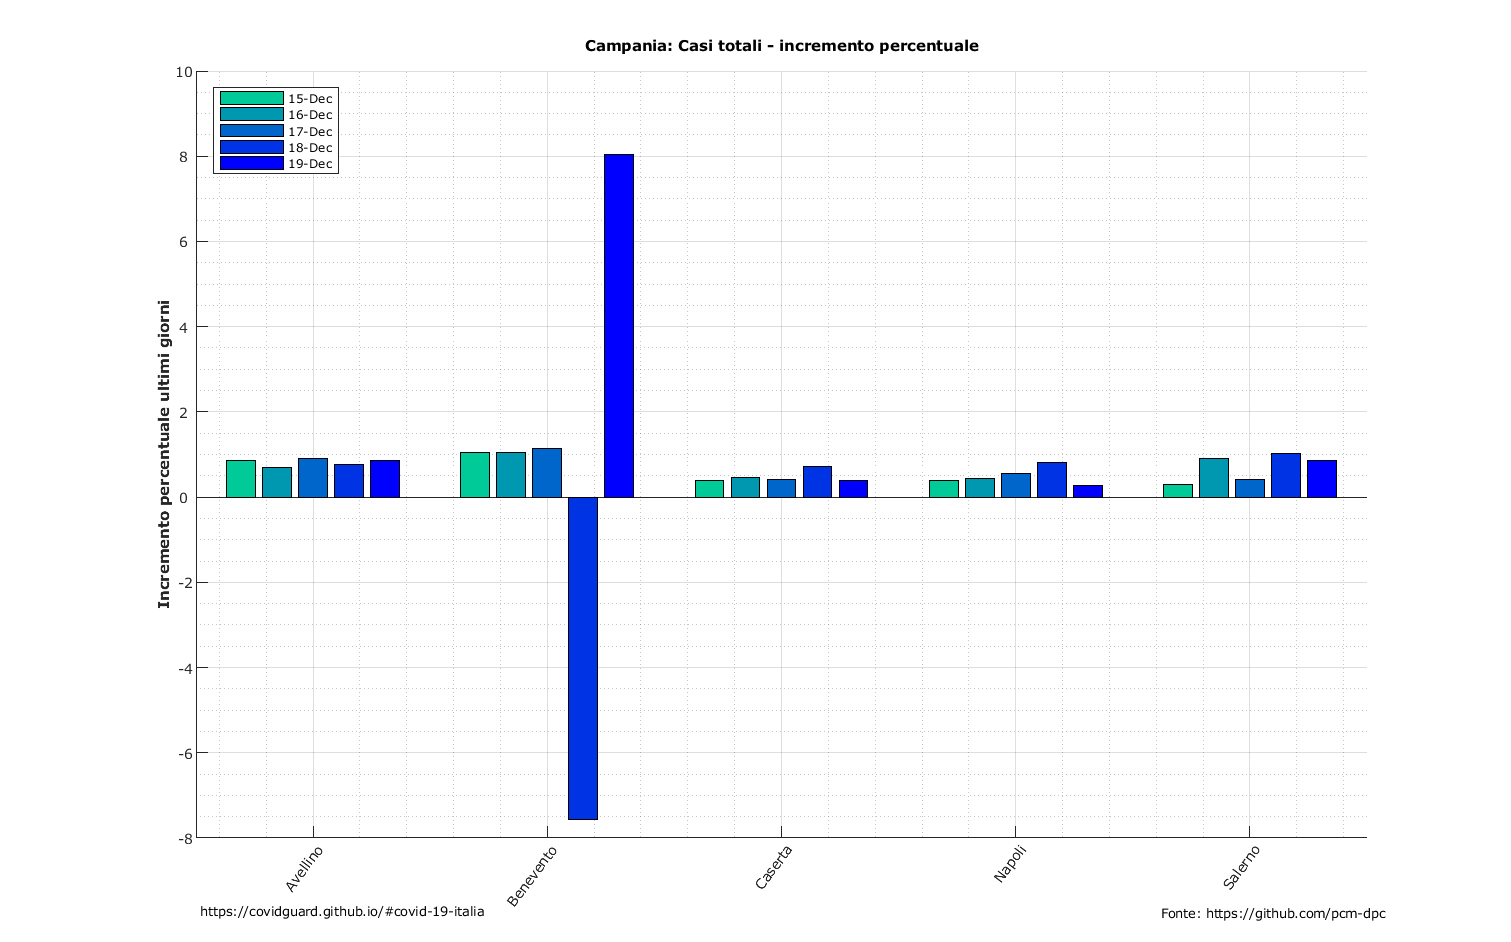 Campania: Casi totali - incremento percentuale
10
8
6
4
2
0
-2
-4
-6
-8
Incremento percentuale ultimi giorni
15-Dec
16-Dec
17-Dec
18-Dec
19-Dec
Avellino
Benevento
Caserta
Napoli
Salerno
https://covidguard.github.io/#covid-19-italia
Fonte: https://github.com/pcm-dpc